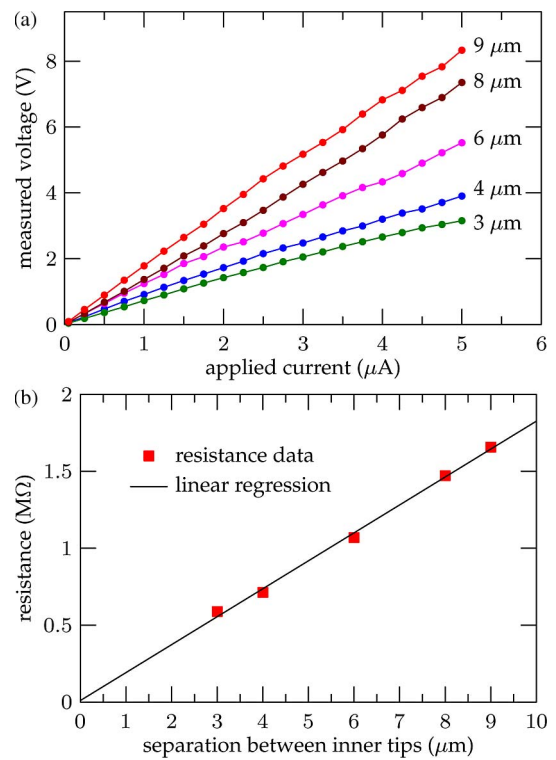 (a)
measured voltage (V)
8
6
4
2
0
9 μm
8 μm
6 μm
4 μm
3 μm
0 1 2 3 4 5 6
applied current (μA)
(b)
resistance (MΩ)
2
1.5
1
0.5
0
resistance data
linear regression
0 1 2 3 4 5 6 7 8 9 10
separation between inner tips (μm)